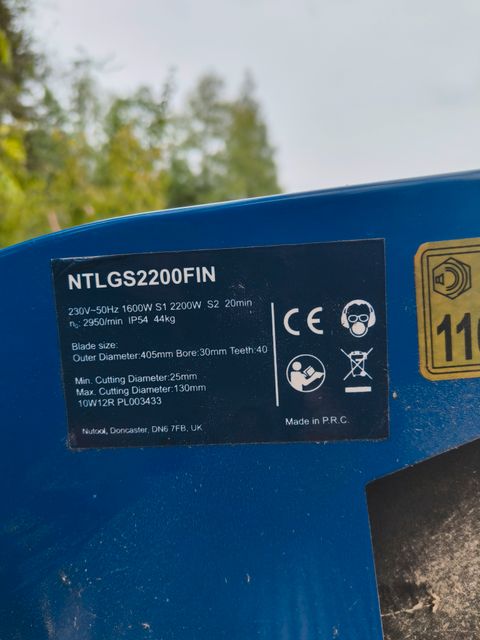 NTLGS2200FIN
230V~50Hz 1600W S1 2200W S2 20min
n₀: 2950/min IP54 44kg
Blade size:
Outer Diameter:405mm Bore:30mm Teeth:40
Min. Cutting Diameter:25mm
Max. Cutting Diameter:130mm
10W12R PL003433
Nutool, Doncaster, DN6 7FB, UK
CE
Made in P.R.C.